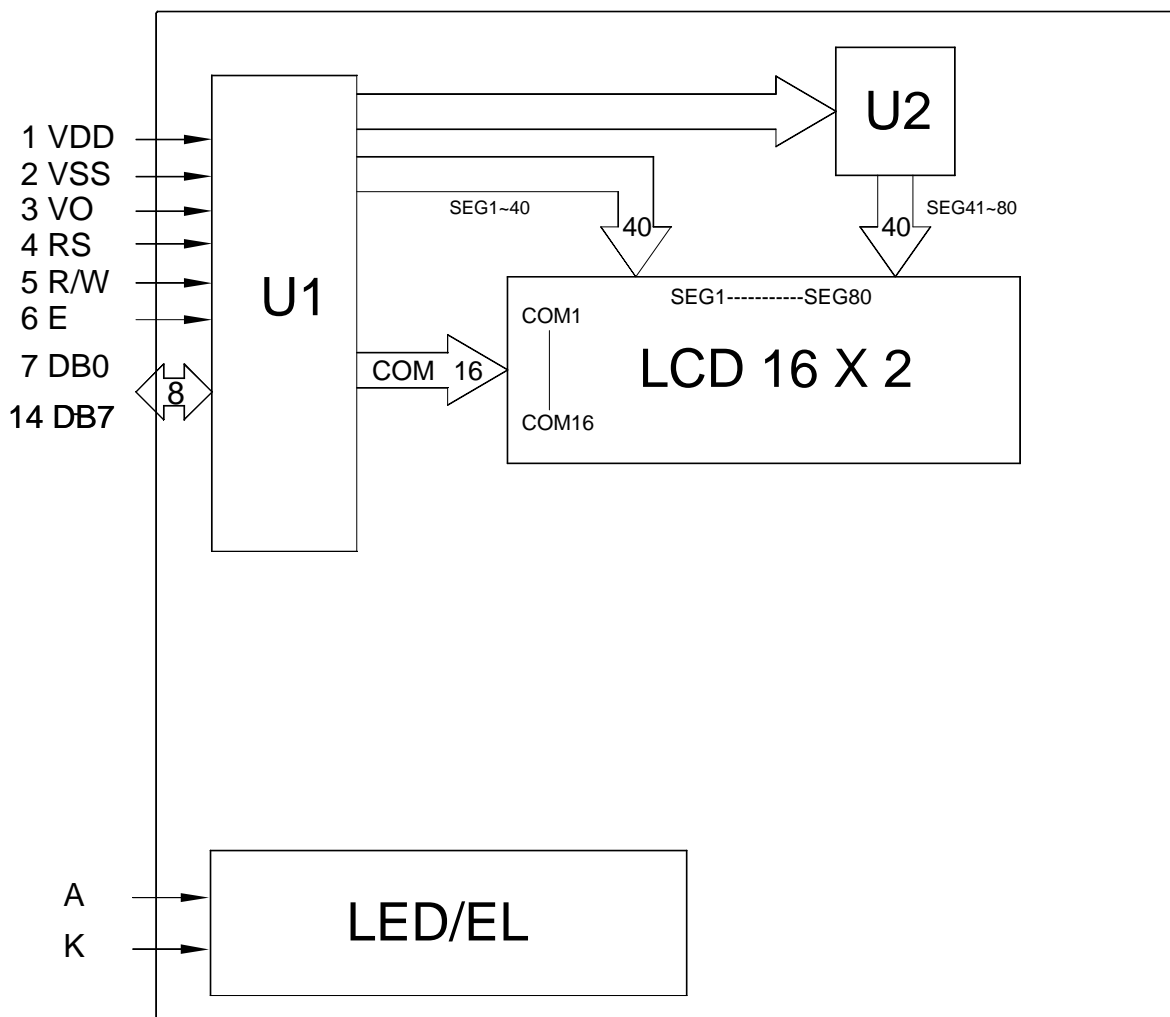 1 VDD
2 VSS
3 VO
4 RS
5 R/W
6 E
7 DB0
14 DB7
8
U1
U2
SEG1~40
40
SEG41~80
40
COM 16
SEG1-----------SEG80
COM1
COM16
LCD 16 X 2
A
K
LED/EL